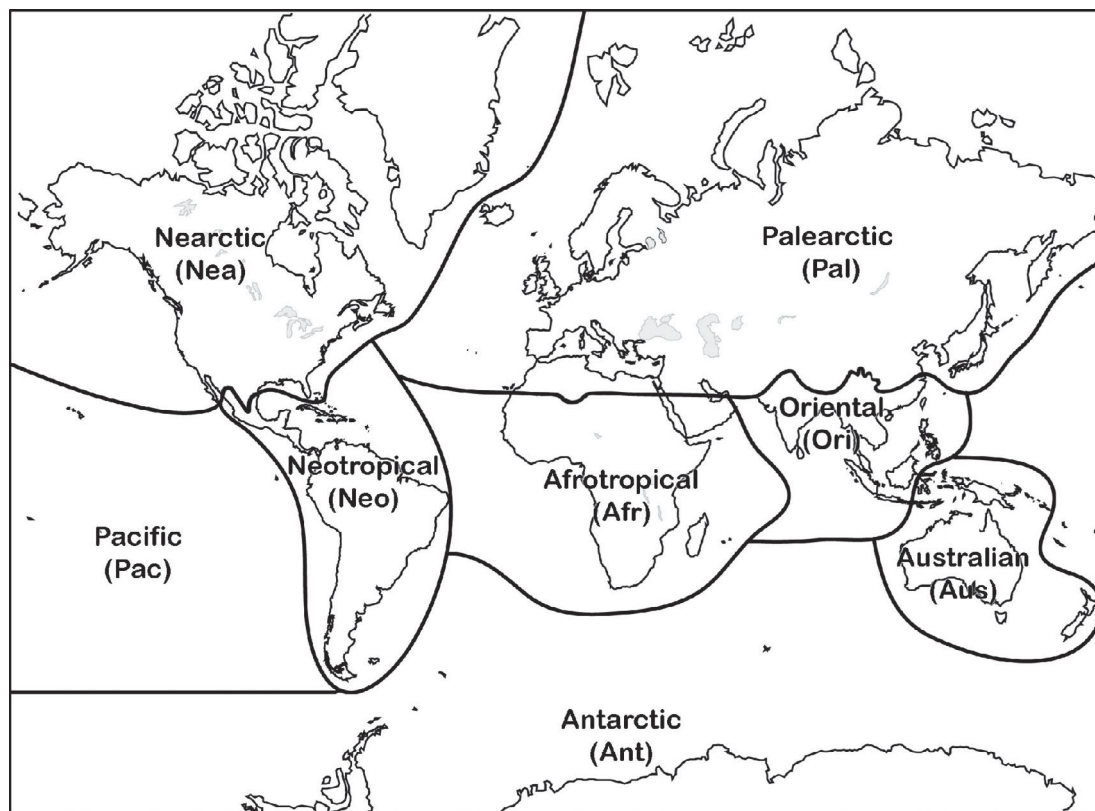 Nearctic
(Nea)
Palearctic
(Pal)
Oriental
(Ori)
Neotropical
(Neo)
Afrotropical
(Afr)
Pacific
(Pac)
Australian
(Aus)
Antarctic
(Ant)